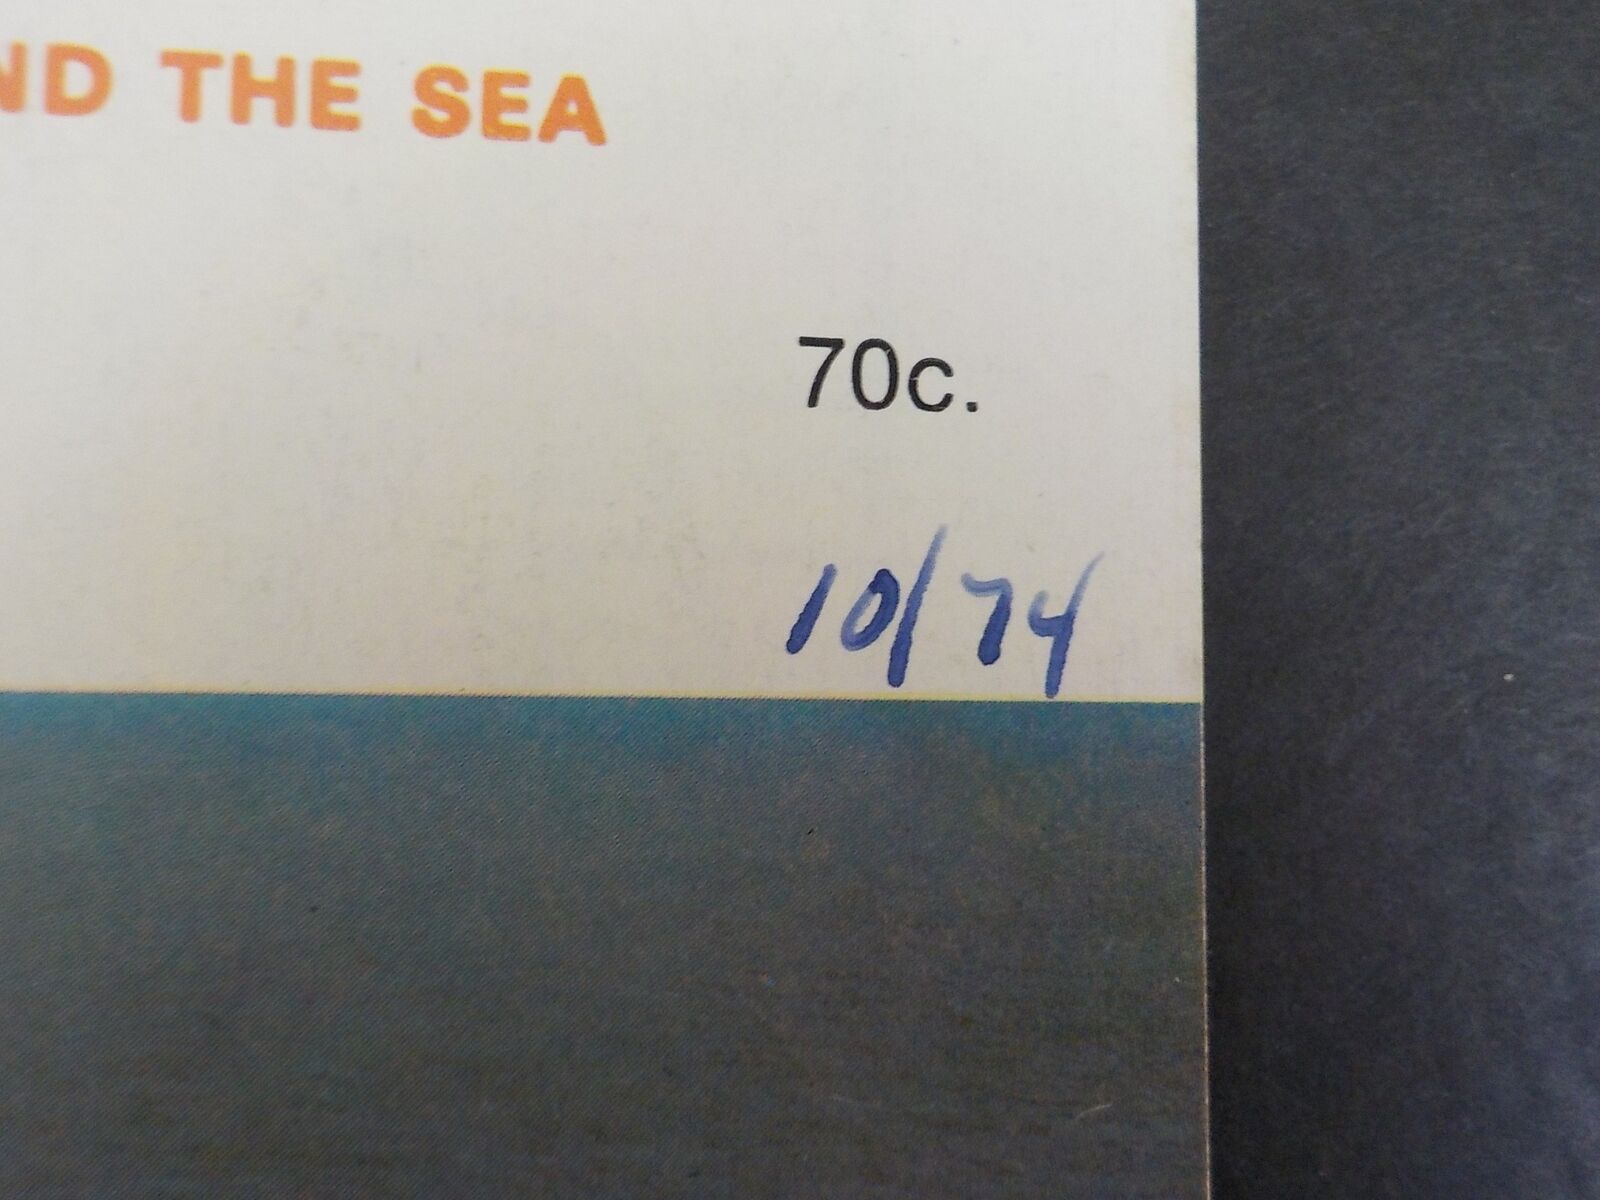 ND THE SEA
70c.
10/74